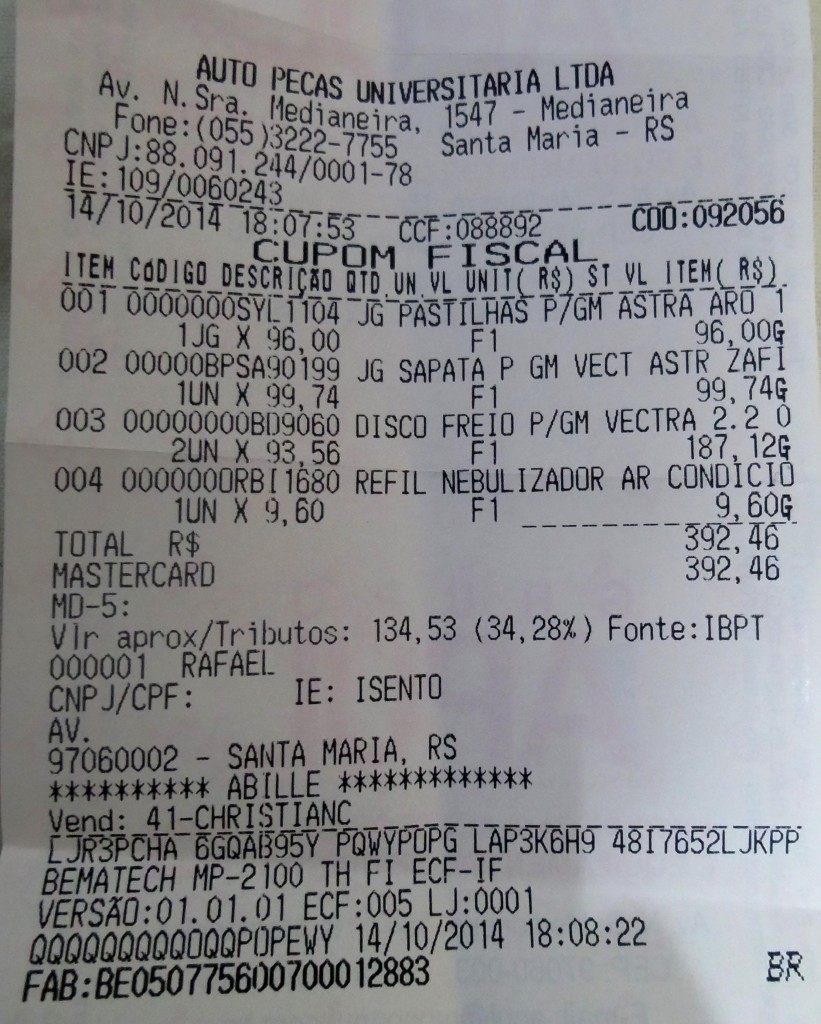 AUTO PECAS UNIVERSITARIA LTDA
Av. N.Sra. Medianeira, 1547 - Medianeira
Fone:(055)3222-7755 Santa Maria - RS
CNPJ:88.091.244/0001-78
IE:109/0060243
14/10/2014 18:07:53 CCF:088892 COO:092056
CUPOM FISCAL
ITEM CóDIGO DESCRIÇÃO QTD UN VL UNIT( R$) ST VL ITEM( R$)
001 0000000SYL1104 JG PASTILHAS P/GM ASTRA ARO 1
1JG X 96,00 F1 96,00G
002 00000BPSA90199 JG SAPATA P GM VECT ASTR ZAFI
1UN X 99,74 F1 99,74G
003 00000000BD9060 DISCO FREIO P/GM VECTRA 2.2 0
2UN X 93,56 F1 187,12G
004 0000000RBI1680 REFIL NEBULIZADOR AR CONDICIO
1UN X 9,60 F1 9,60G
TOTAL R$ 392,46
MASTERCARD 392,46
MD-5:
Vlr aprox/Tributos: 134,53 (34,28%) Fonte:IBPT
000001 RAFAEL
CNPJ/CPF: IE: ISENTO
AV.
97060002 - SANTA MARIA, RS
********** ABILLE *************
Vend: 41-CHRISTIANC
LJR3PCHA 6GQAB95Y PQWYPOPG LAP3K6H9 48I7652LJKPP
BEMATECH MP-2100 TH FI ECF-IF
VERSÃO:01.01.01 ECF:005 LJ:0001
QQQQQQQQQQOQQPOPEWY 14/10/2014 18:08:22
FAB:BE050775600700012883 BR